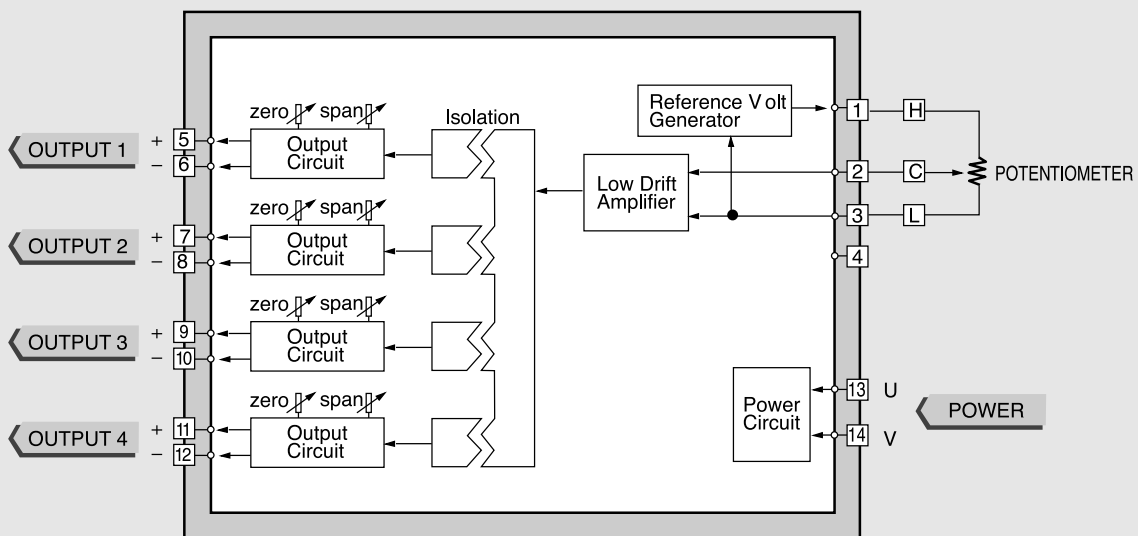 Isolation
zero span
OUTPUT 1
+ 5
− 6
Output
Circuit
zero span
OUTPUT 2
+ 7
− 8
Output
Circuit
zero span
OUTPUT 3
+ 9
− 10
Output
Circuit
zero span
OUTPUT 4
+ 11
− 12
Output
Circuit
Low Drift
Amplifier
Reference Volt
Generator
1 H
2 C
3 L
4
POTENTIOMETER
Power
Circuit
13 U
14 V
POWER